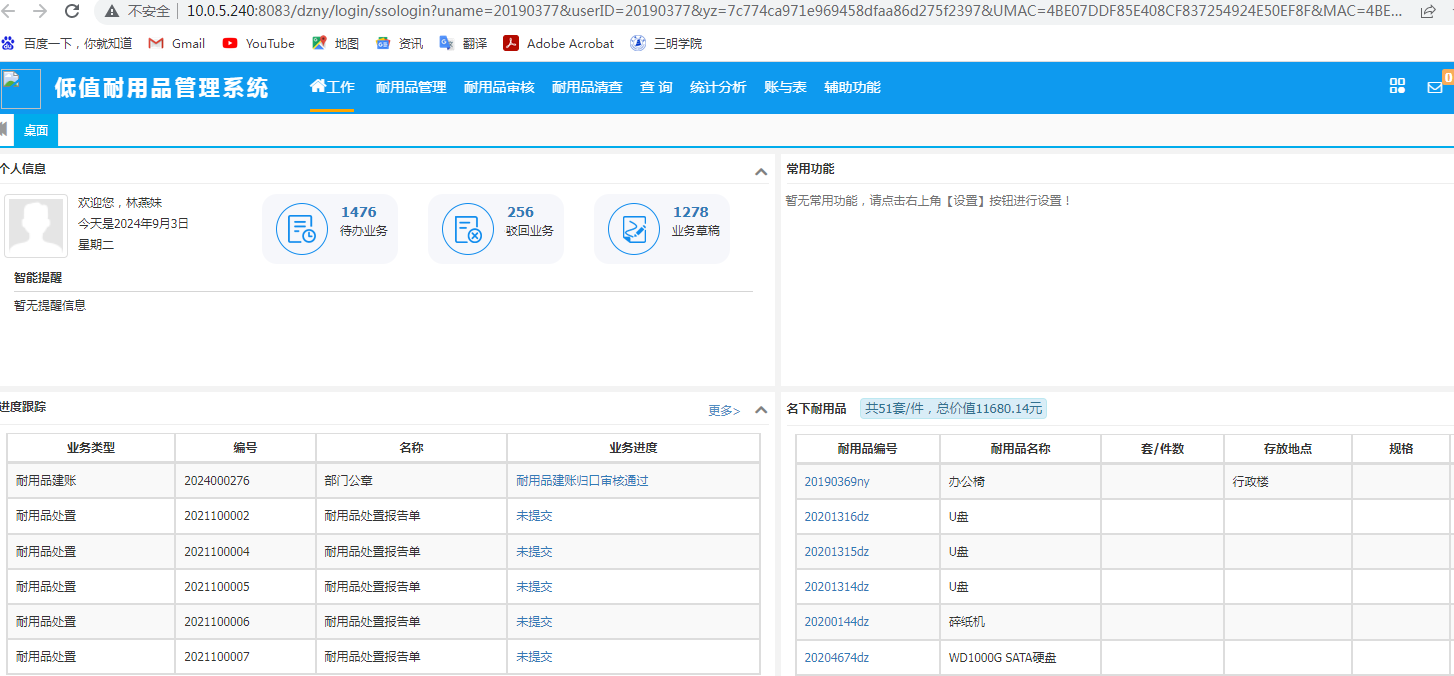 不安全 10.0.5.240:8083/dzny/login/ssologin?uname=20190377&userID=20190377&yz=7c774ca971e969458dfaa86d275f2397&UMAC=4BE07DDF85E408CF837254924E50EF8F&MAC=4BE...
百度一下，你就知道 Gmail YouTube 地图 资讯 翻译 Adobe Acrobat 三明学院
低值耐用品管理系统 工作 耐用品管理 耐用品审核 耐用品清查 查 询 统计分析 账与表 辅助功能 0
桌面
个人信息
欢迎您，林燕妹
今天是2024年9月3日
星期二
1476
待办业务
256
驳回业务
1278
业务草稿
智能提醒
暂无提醒信息
常用功能
暂无常用功能，请点击右上角【设置】按钮进行设置！
进度跟踪 更多>
业务类型 编号 名称 业务进度
耐用品建账 2024000276 部门公章 耐用品建账归口审核通过
耐用品处置 2021100002 耐用品处置报告单 未提交
耐用品处置 2021100004 耐用品处置报告单 未提交
耐用品处置 2021100005 耐用品处置报告单 未提交
耐用品处置 2021100006 耐用品处置报告单 未提交
耐用品处置 2021100007 耐用品处置报告单 未提交
名下耐用品 共51套/件，总价值11680.14元
耐用品编号 耐用品名称 套/件数 存放地点 规格
20190369ny 办公椅 行政楼
20201316dz U盘
20201315dz U盘
20201314dz U盘
20200144dz 碎纸机
20204674dz WD1000G SATA硬盘